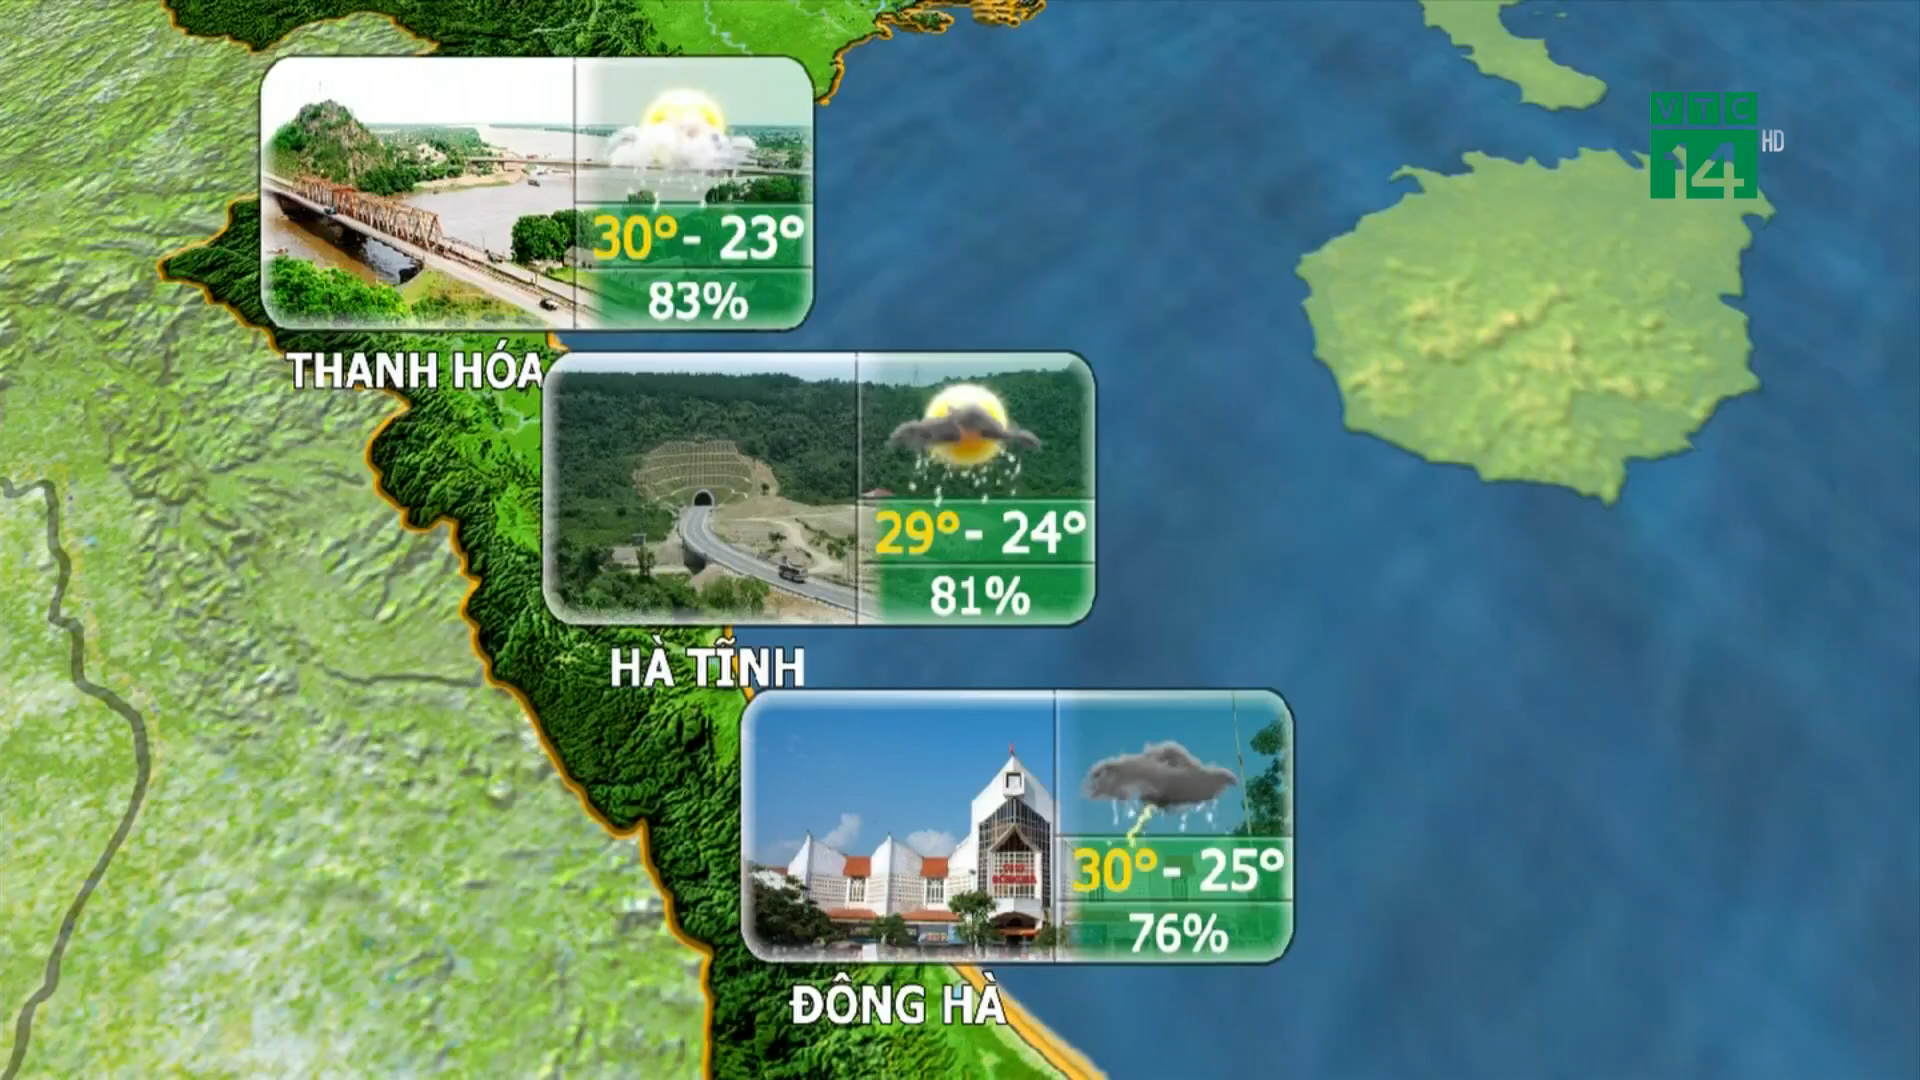 VTC
14 HD
30° - 23°
83%
THANH HÓA
29° - 24°
81%
HÀ TĨNH
30° - 25°
76%
ĐÔNG HÀ